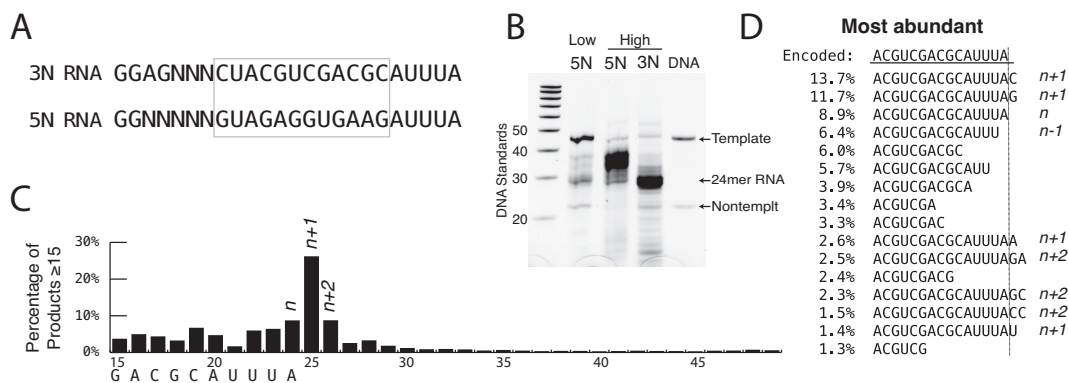 A
3N RNA GGAGNNNCUACGUCGACGCAUUUA
5N RNA GGNNNNNGUAGAGGUGAAGAUUUA
B
Low High
5N 5N 3N DNA
DNA Standards
50
40
30
20
←Template
←24mer RNA
←Nontemplt
C
Percentage of
Products ≥15
30%
20%
10%
0%
n
n+1
n+2
15 20 25 30 35 40 45
G A C G C A U U U A
D
Most abundant
Encoded: ACGUCGACGCAUUUA
13.7% ACGUCGACGCAUUUAC n+1
11.7% ACGUCGACGCAUUUAG n+1
8.9% ACGUCGACGCAUUUA n
6.4% ACGUCGACGCAUUU n-1
6.0% ACGUCGACGC
5.7% ACGUCGACGCAUU
3.9% ACGUCGACGCA
3.4% ACGUCGA
3.3% ACGUCGAC
2.6% ACGUCGACGCAUUUAA n+1
2.5% ACGUCGACGCAUUUAGA n+2
2.4% ACGUCGACG
2.3% ACGUCGACGCAUUUAGC n+2
1.5% ACGUCGACGCAUUUACC n+2
1.4% ACGUCGACGCAUUUAU n+1
1.3% ACGUCG